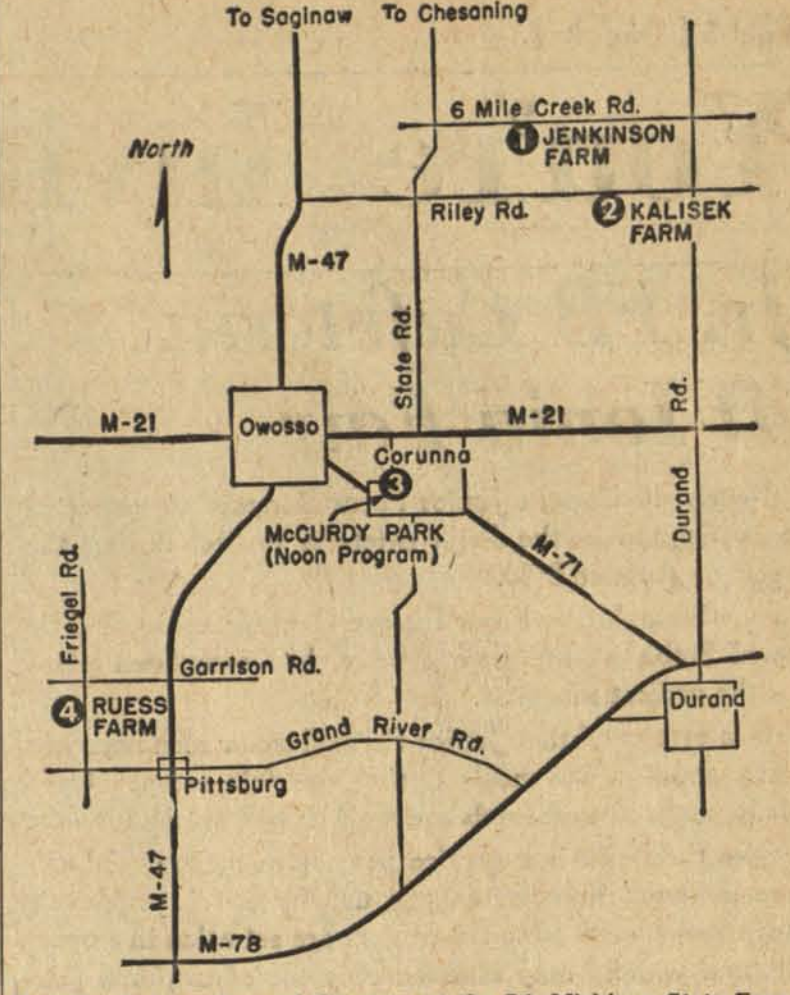 To Saginaw
To Chesaning
6 Mile Creek Rd.
1 JENKINSON
FARM
North
Riley Rd.
2 KALISEK
FARM
M-47
State Rd.
Rd.
Durand
M-21
Owosso
M-21
Corunna
3
McCURDY PARK
(Noon Program)
M-71
Friegel Rd.
Garrison Rd.
4 RUESS
FARM
Durand
Grand River Rd.
Pittsburg
M-47
M-78